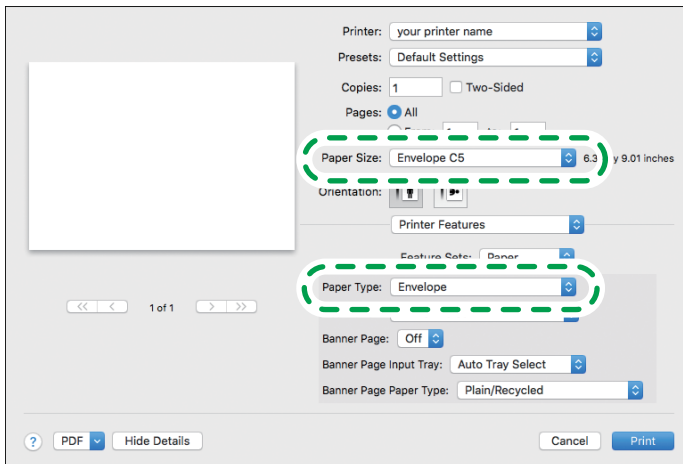 Printer: your printer name
Presets: Default Settings
Copies: 1 Two-Sided
Pages: All
Paper Size: Envelope C5 6.3 y 9.01 inches
Orientation:
Printer Features
Feature Sets: Paper
Paper Type: Envelope
<< < 1 of 1 > >>
Banner Page: Off
Banner Page Input Tray: Auto Tray Select
Banner Page Paper Type: Plain/Recycled
? PDF Hide Details Cancel Print